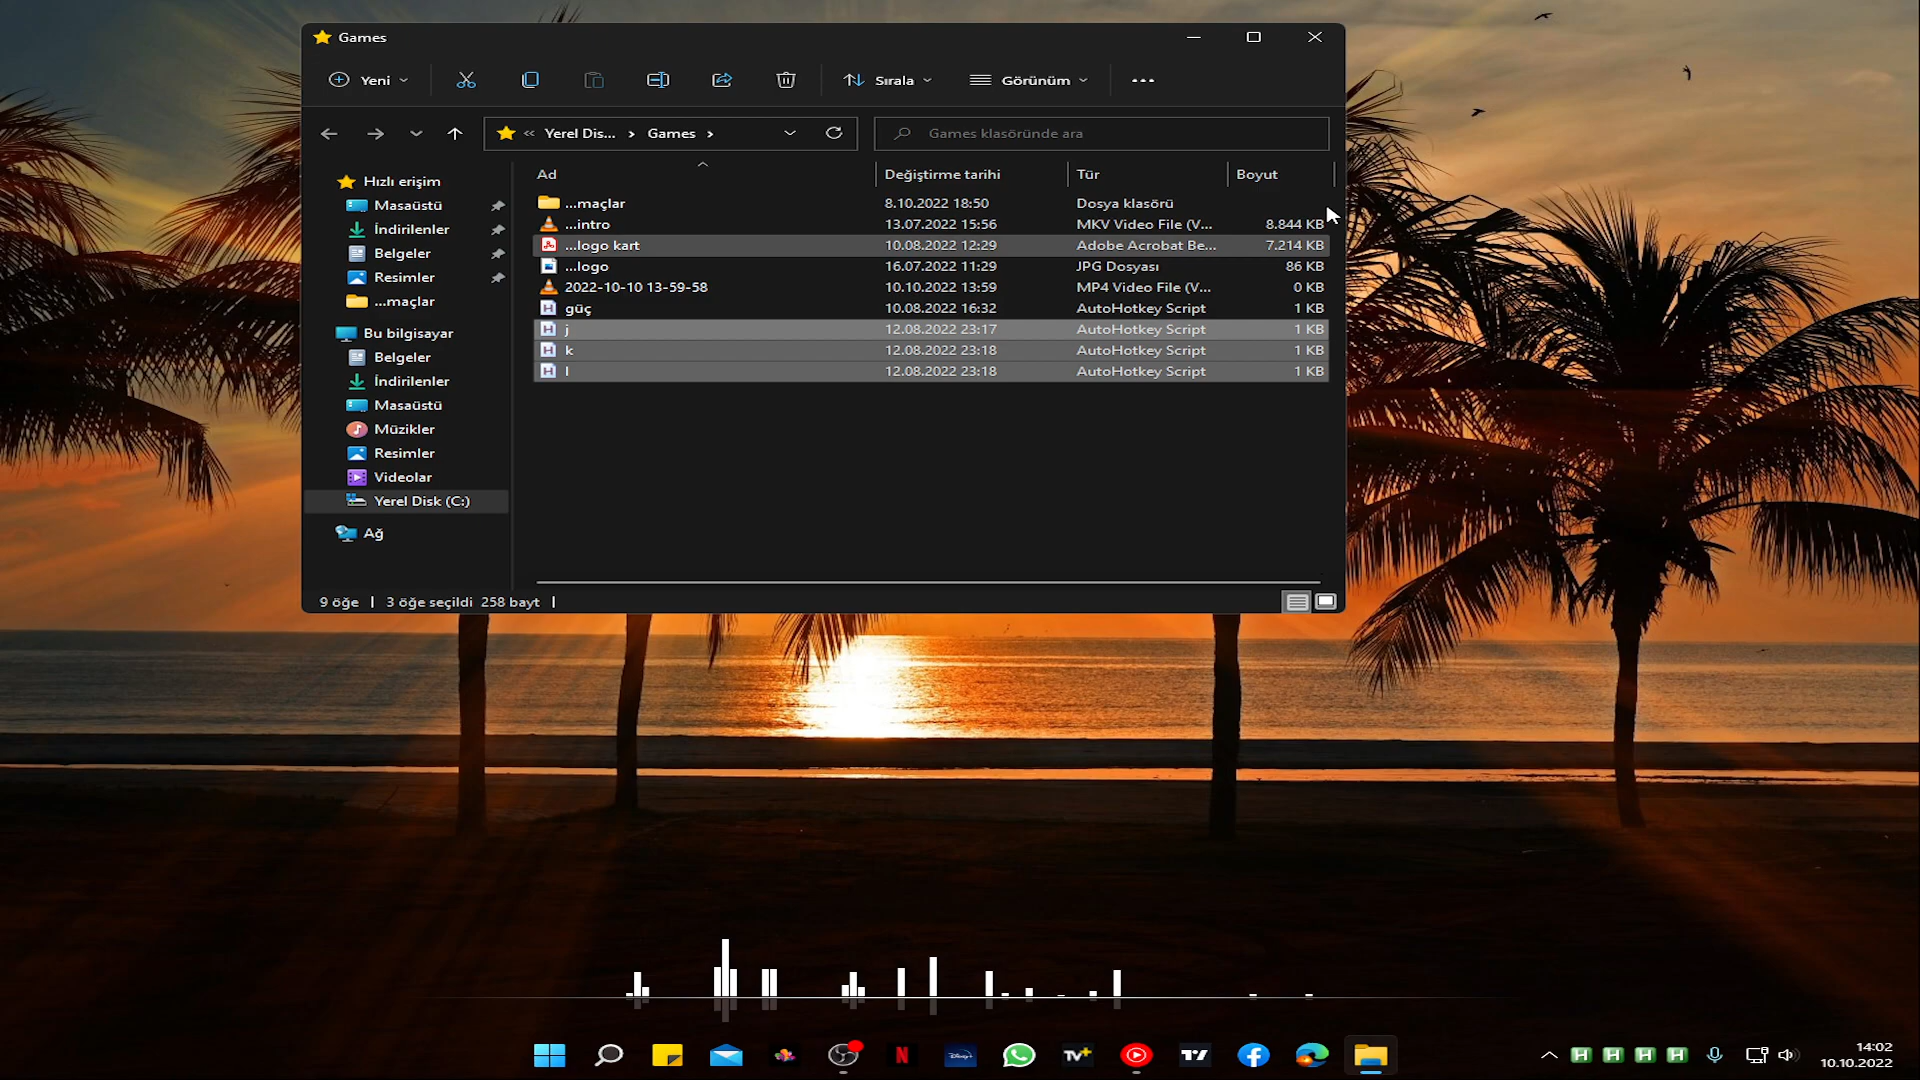 Games
Yeni
Sırala
Görünüm
Yerel Dis... Games
Games klasöründe ara
Ad Değiştirme tarihi Tür Boyut
...maçlar 8.10.2022 18:50 Dosya klasörü
...intro 13.07.2022 15:56 MKV Video File (V... 8.844 KB
...logo kart 10.08.2022 12:29 Adobe Acrobat Be... 7.214 KB
...logo 16.07.2022 11:29 JPG Dosyası 86 KB
2022-10-10 13-59-58 10.10.2022 13:59 MP4 Video File (V... 0 KB
güç 10.08.2022 16:32 AutoHotkey Script 1 KB
j 12.08.2022 23:17 AutoHotkey Script 1 KB
k 12.08.2022 23:18 AutoHotkey Script 1 KB
l 12.08.2022 23:18 AutoHotkey Script 1 KB
Hızlı erişim
Masaüstü
İndirilenler
Belgeler
Resimler
...maçlar
Bu bilgisayar
Belgeler
İndirilenler
Masaüstü
Müzikler
Resimler
Videolar
Yerel Disk (C:)
Ağ
9 öğe 3 öğe seçildi 258 bayt
N
Disney+
TV+
H H H H
14:02
10.10.2022